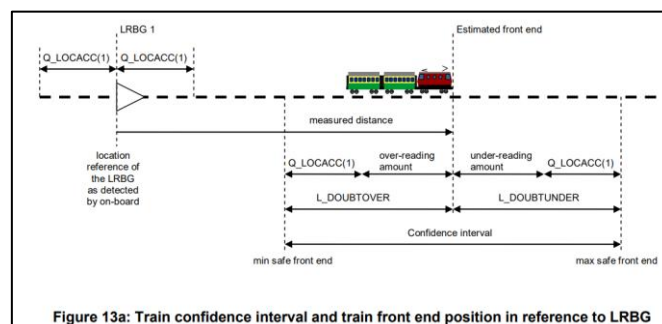 LRBG 1
Estimated front end
Q_LOCACC(1) Q_LOCACC(1)
measured distance
location
reference of
the LRBG
as detected
by on-board
Q_LOCACC(1)
over-reading
amount
under-reading
amount
Q_LOCACC(1)
L_DOUBTOVER
L_DOUBTUNDER
Confidence interval
min safe front end
max safe front end
Figure 13a: Train confidence interval and train front end position in reference to LRBG